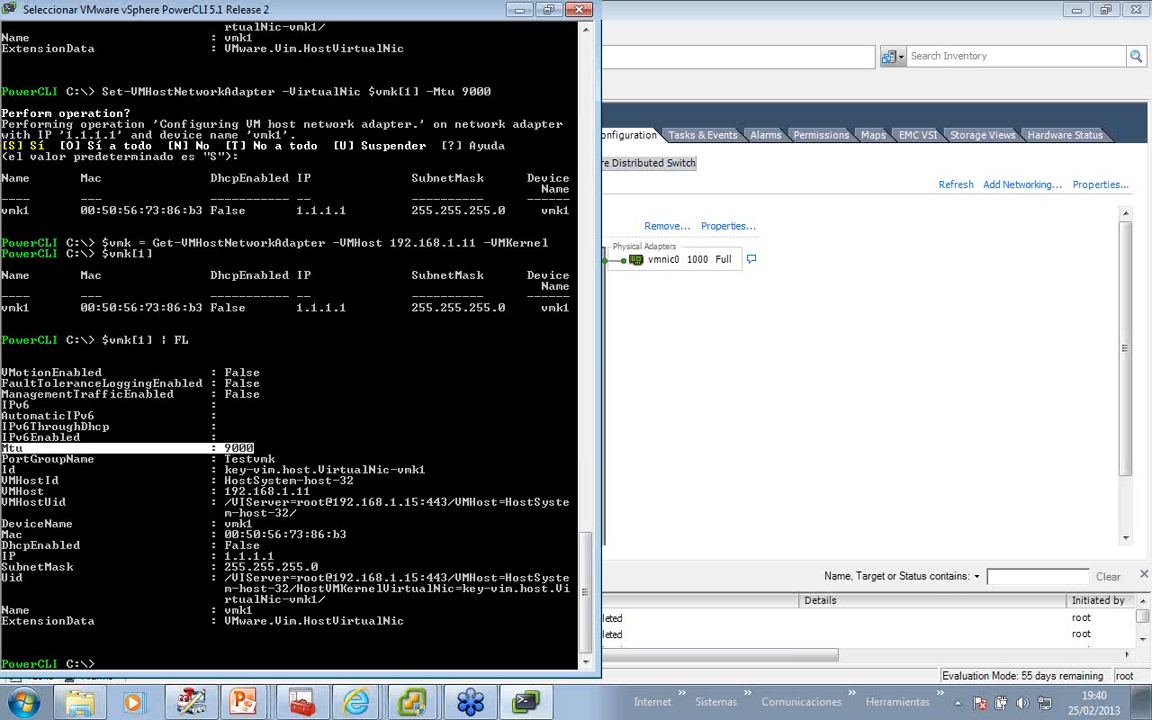 Seleccionar VMware vSphere PowerCLI 5.1 Release 2
rtualNic-vmk1/
Name : vmk1
ExtensionData : VMware.Vim.HostVirtualNic
PowerCLI C:\> Set-VMHostNetworkAdapter -VirtualNic $vmk[1] -Mtu 9000
Perform operation?
Performing operation 'Configuring VM host network adapter.' on network adapter
with IP '1.1.1.1' and device name 'vmk1'.
[S] Sí [O] Sí a todo [N] No [T] No a todo [U] Suspender [?] Ayuda
(el valor predeterminado es "S"):
Name Mac DhcpEnabled IP SubnetMask Device
Name
---- --- ----------- -- ---------- ------
vmk1 00:50:56:73:86:b3 False 1.1.1.1 255.255.255.0 vmk1
PowerCLI C:\> $vmk = Get-VMHostNetworkAdapter -VMHost 192.168.1.11 -VMKernel
PowerCLI C:\> $vmk[1]
Name Mac DhcpEnabled IP SubnetMask Device
Name
---- --- ----------- -- ---------- ------
vmk1 00:50:56:73:86:b3 False 1.1.1.1 255.255.255.0 vmk1
PowerCLI C:\> $vmk[1] | FL
VMotionEnabled : False
FaultToleranceLoggingEnabled : False
ManagementTrafficEnabled : False
IPv6 :
AutomaticIPv6 :
IPv6ThroughDhcp :
IPv6Enabled :
Mtu : 9000
PortGroupName : Testvmk
Id : key-vim.host.VirtualNic-vmk1
VMHostId : HostSystem-host-32
VMHost : 192.168.1.11
VMHostUid : /VIServer=root@192.168.1.15:443/VMHost=HostSyste
m-host-32/
DeviceName : vmk1
Mac : 00:50:56:73:86:b3
DhcpEnabled : False
IP : 1.1.1.1
SubnetMask : 255.255.255.0
Uid : /VIServer=root@192.168.1.15:443/VMHost=HostSyste
m-host-32/HostVMKernelVirtualNic=key-vim.host.Vi
rtualNic-vmk1/
Name : vmk1
ExtensionData : VMware.Vim.HostVirtualNic
PowerCLI C:\>
Search Inventory
onfiguration Tasks & Events Alarms Permissions Maps EMC VSI Storage Views Hardware Status
re Distributed Switch
Refresh Add Networking... Properties...
Remove... Properties...
Physical Adapters
vmnic0 1000 Full
Name, Target or Status contains: Clear
Details Initiated by
leted root
leted root
Evaluation Mode: 55 days remaining root
Internet Sistemas Comunicaciones Herramientas
19:40
25/02/2013